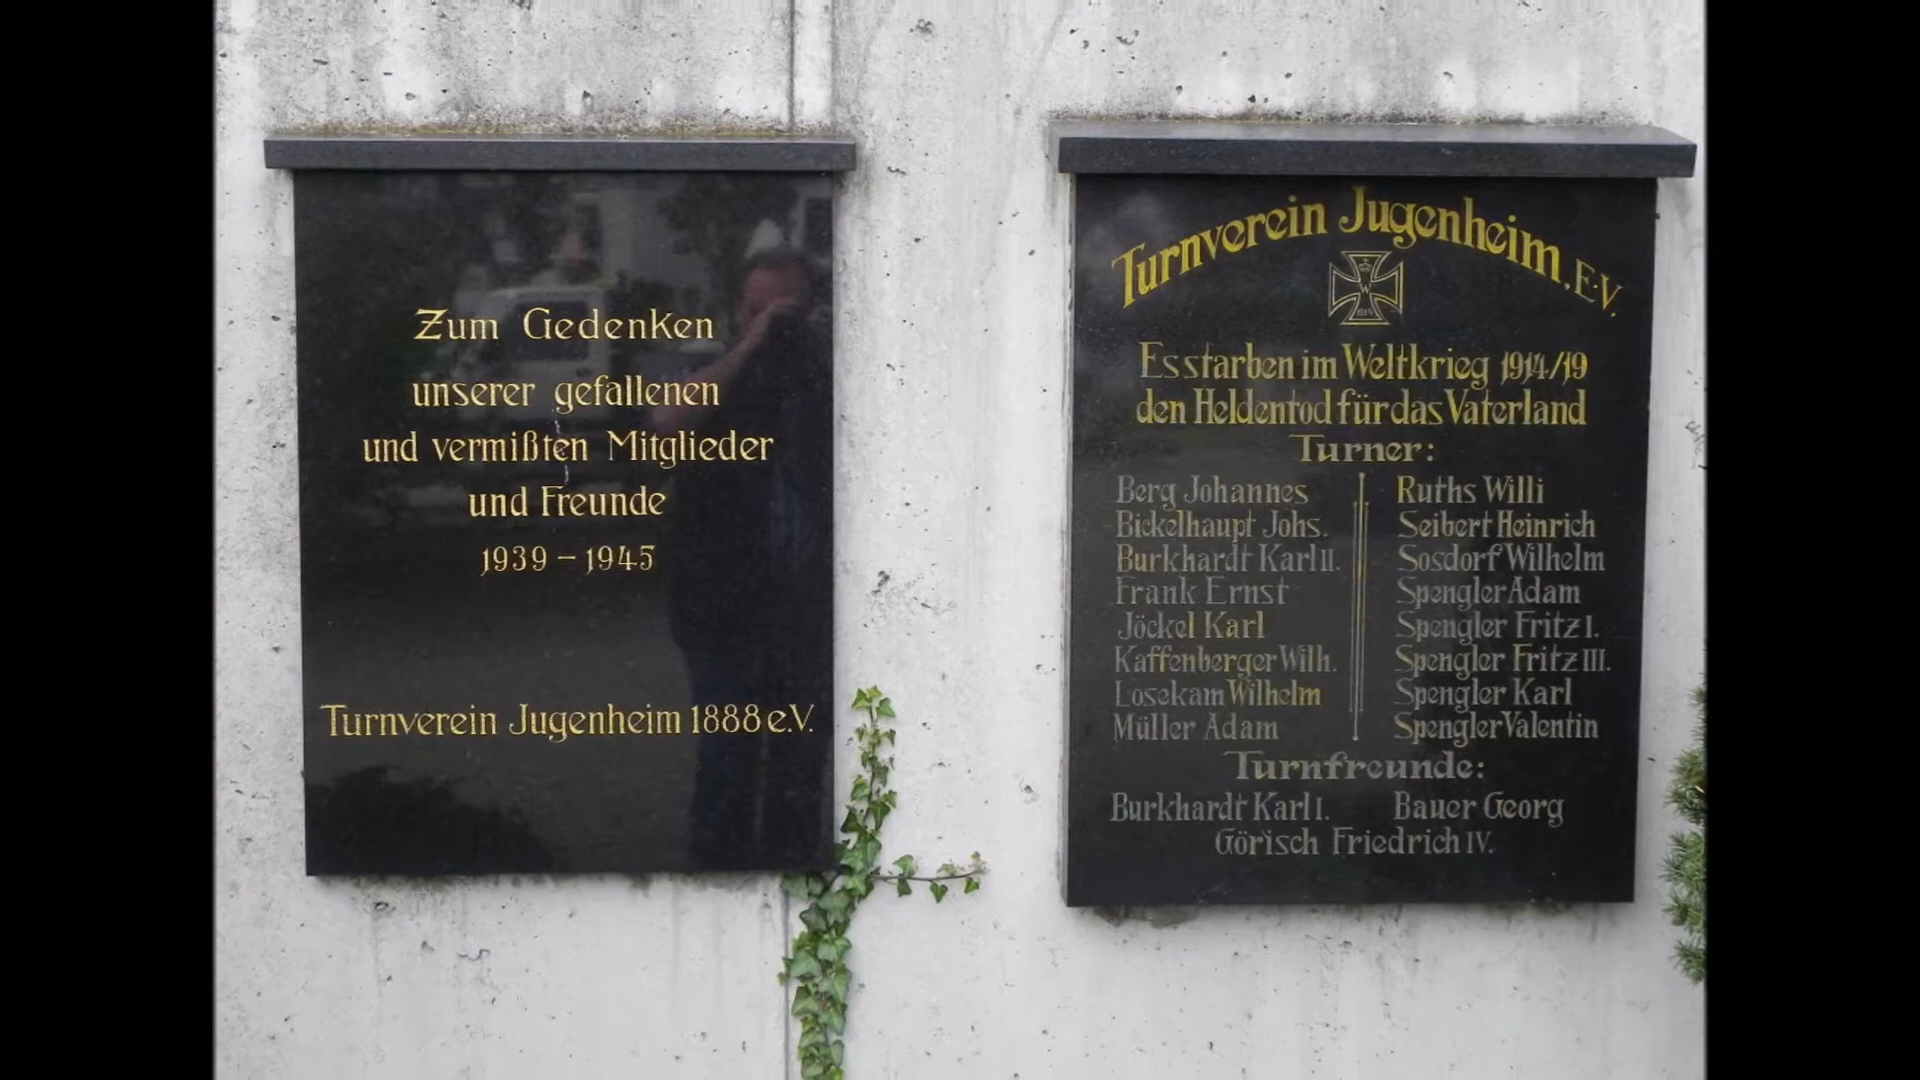 Zum Gedenken
unserer gefallenen
und vermißten Mitglieder
und Freunde
1939 – 1945
Turnverein Jugenheim 1888 e.V.
Turnverein Jugenheim, E.V.
W
1914
Es starben im Weltkrieg 1914/19
den Heldentod für das Vaterland
Turner:
Berg Johannes
Bickelhaupt Johs.
Burkhardt Karl II.
Frank Ernst
Jöckel Karl
Kaffenberger Wilh.
Losekam Wilhelm
Müller Adam
Ruths Willi
Seibert Heinrich
Sosdorf Wilhelm
Spengler Adam
Spengler Fritz I.
Spengler Fritz III.
Spengler Karl
Spengler Valentin
Turnfreunde:
Burkhardt Karl I. Bauer Georg
Görisch Friedrich IV.